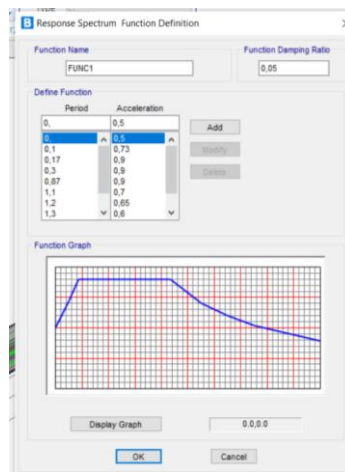 Type
B Response Spectrum Function Definition
Function Name
FUNC1
Function Damping Ratio
0,05
Define Function
Period Acceleration
0, 0,5
Add
0, 0,5
0,1 0,73
Modify
0,17 0,9
0,3 0,9
Delete
0,87 0,9
1,1 0,7
1,2 0,65
1,3 0,6
Function Graph
Display Graph
0.0,0.0
OK
Cancel